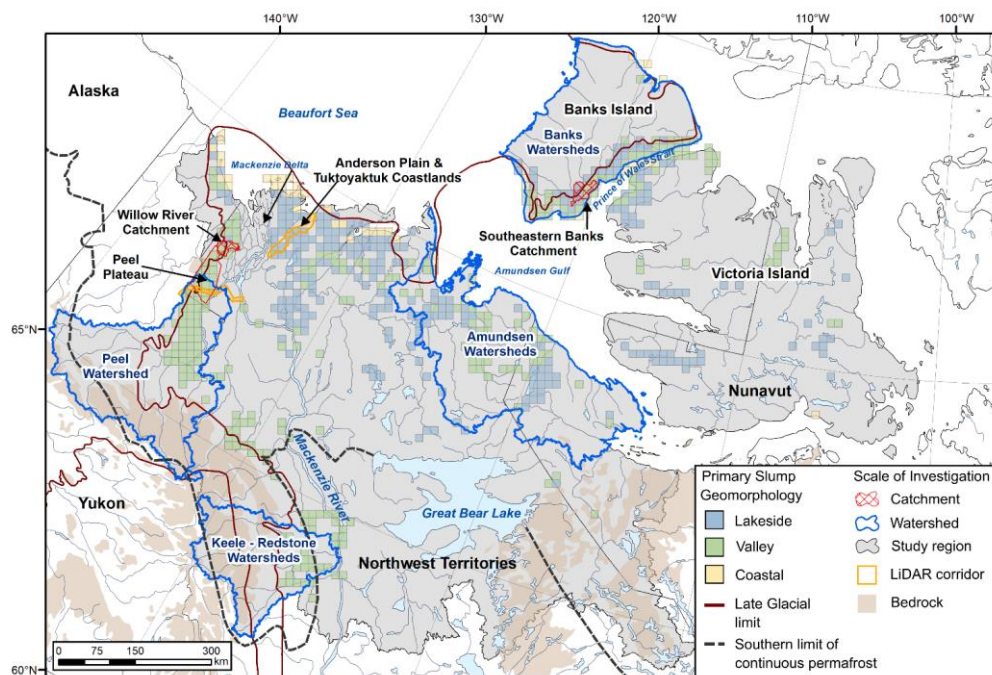 140°W
130°W
120°W
110°W
100°W
Alaska
Beaufort Sea
Banks Island
Banks
Watersheds
Mackenzie Delta
Anderson Plain &
Tuktoyaktuk Coastlands
Prince of Wales Strait
Willow River
Catchment
Southeastern Banks
Catchment
Peel
Plateau
Amundsen Gulf
Victoria Island
65°N
Peel
Watershed
Amundsen
Watersheds
Nunavut
Mackenzie River
Yukon
Great Bear Lake
Keele - Redstone
Watersheds
Northwest Territories
60°N
0 75 150 300
km
Primary Slump
Geomorphology
Lakeside
Valley
Coastal
Late Glacial
limit
Southern limit of
continuous permafrost
Scale of Investigation
Catchment
Watershed
Study region
LiDAR corridor
Bedrock